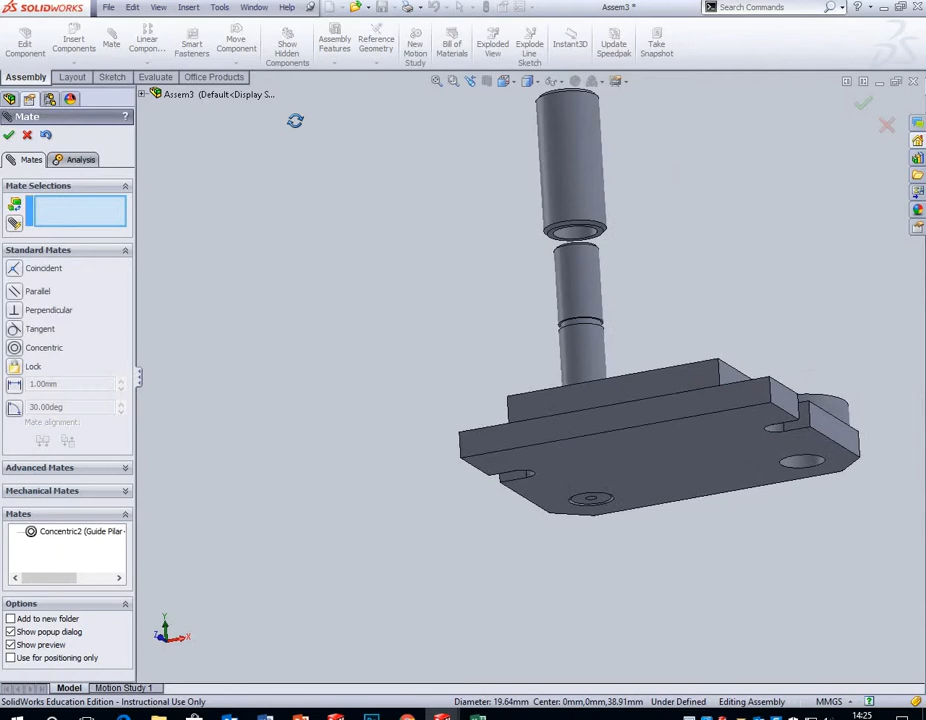 SOLIDWORKS File Edit View Insert Tools Window Help Assem3 * Search Commands
Edit Component
Insert Components
Mate
Linear Compon...
Smart Fasteners
Move Component
Show Hidden Components
Assembly Features
Reference Geometry
New Motion Study
Bill of Materials
Exploded View
Explode Line Sketch
Instant3D
Update Speedpak
Take Snapshot
Assembly Layout Sketch Evaluate Office Products
Assem3 (Default<Display S...
Mate ?
Mates Analysis
Mate Selections
Standard Mates
Coincident
Parallel
Perpendicular
Tangent
Concentric
Lock
1.00mm
30.00deg
Mate alignment:
Advanced Mates
Mechanical Mates
Mates
Concentric2 (Guide Pilar
Options
Add to new folder
Show popup dialog
Show preview
Use for positioning only
Y
Z X
Model Motion Study 1
SolidWorks Education Edition - Instructional Use Only Diameter: 19.64mm Center: 0mm,0mm,38.91mm Under Defined Editing Assembly MMGS
14:25